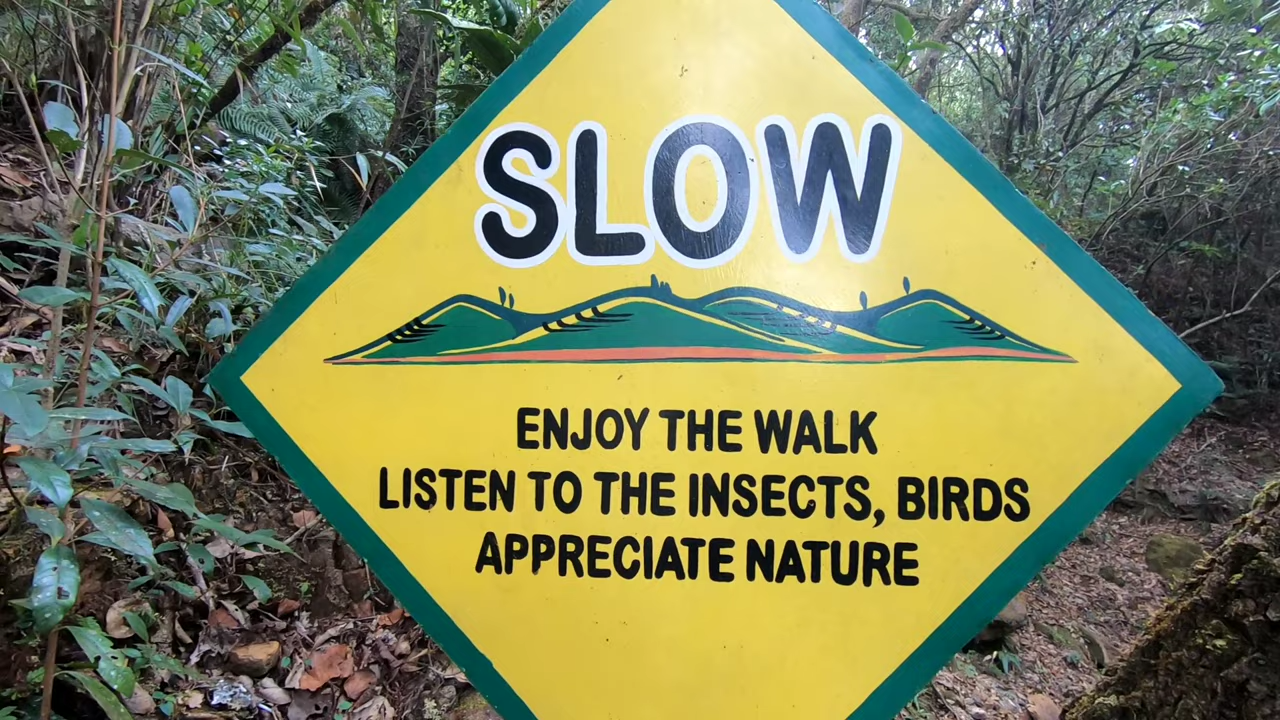 SLOW
ENJOY THE WALK
LISTEN TO THE INSECTS, BIRDS
APPRECIATE NATURE